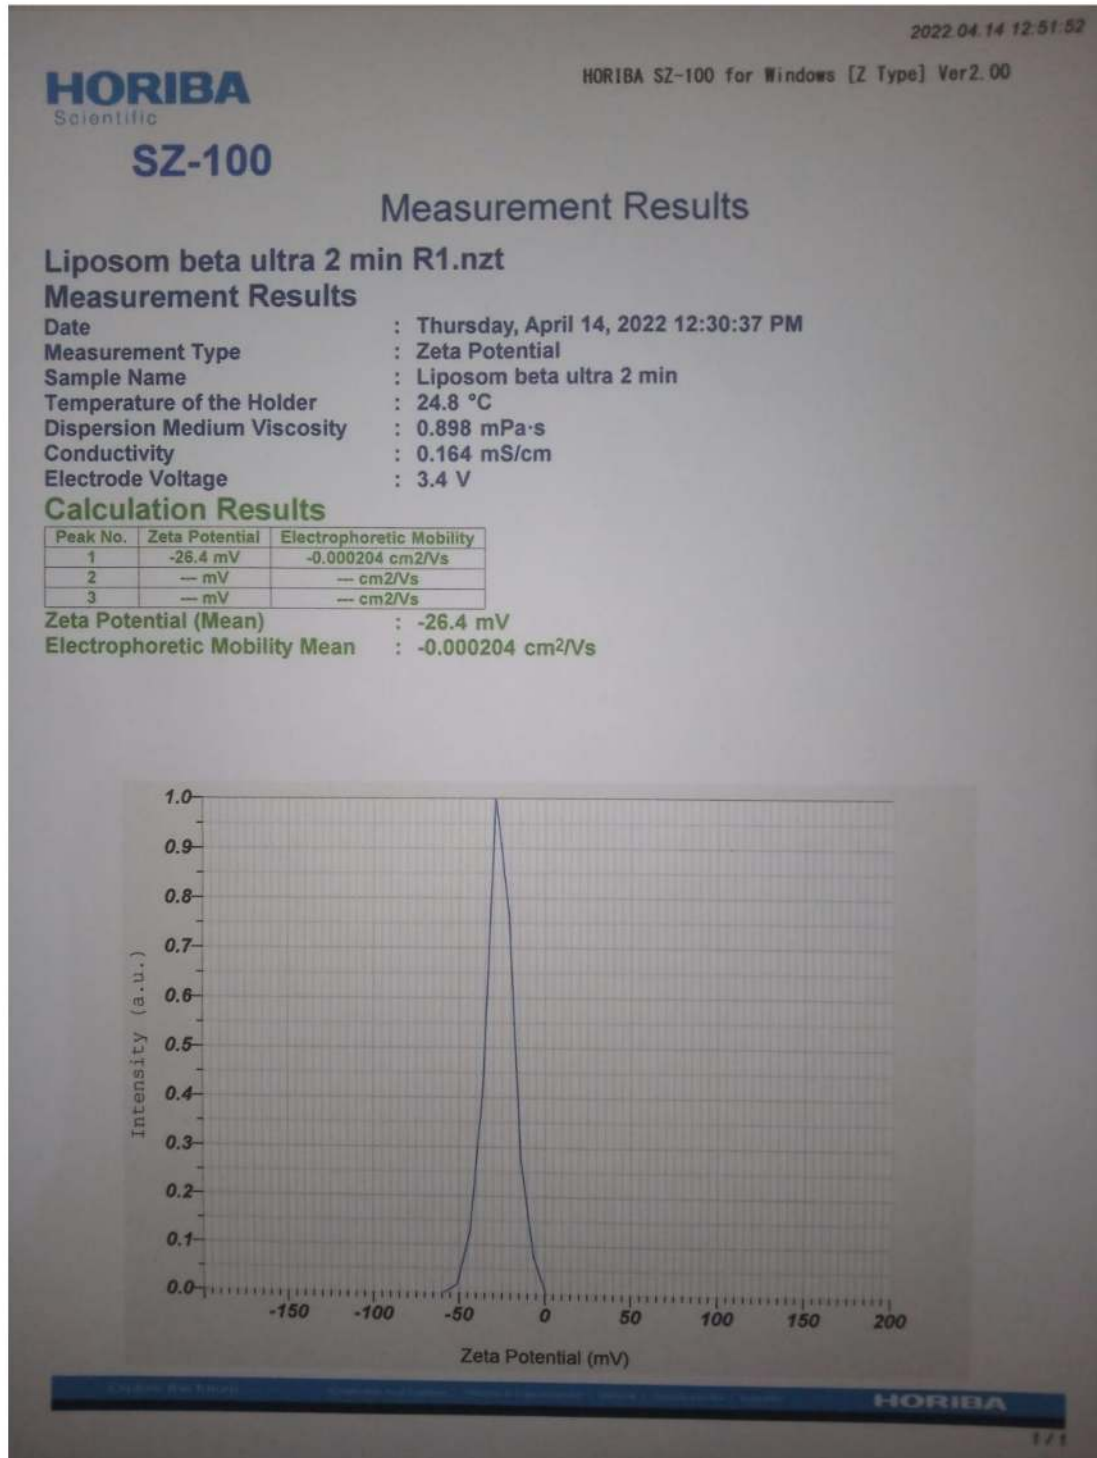 2022.04.14 12:51:52
HORIBA SZ-100 for Windows [Z Type] Ver2.00
HORIBA
Scientific
SZ-100
Measurement Results
Liposom beta ultra 2 min R1.nzt
Measurement Results
Date : Thursday, April 14, 2022 12:30:37 PM
Measurement Type : Zeta Potential
Sample Name : Liposom beta ultra 2 min
Temperature of the Holder : 24.8 °C
Dispersion Medium Viscosity : 0.898 mPa·s
Conductivity : 0.164 mS/cm
Electrode Voltage : 3.4 V
Calculation Results
Peak No. Zeta Potential Electrophoretic Mobility
1 -26.4 mV -0.000204 cm2/Vs
2 --- mV --- cm2/Vs
3 --- mV --- cm2/Vs
Zeta Potential (Mean) : -26.4 mV
Electrophoretic Mobility Mean : -0.000204 cm²/Vs
1.0
0.9
0.8
0.7
0.6
0.5
0.4
0.3
0.2
0.1
0.0
Intensity (a.u.)
-150 -100 -50 0 50 100 150 200
Zeta Potential (mV)
HORIBA
1 / 1